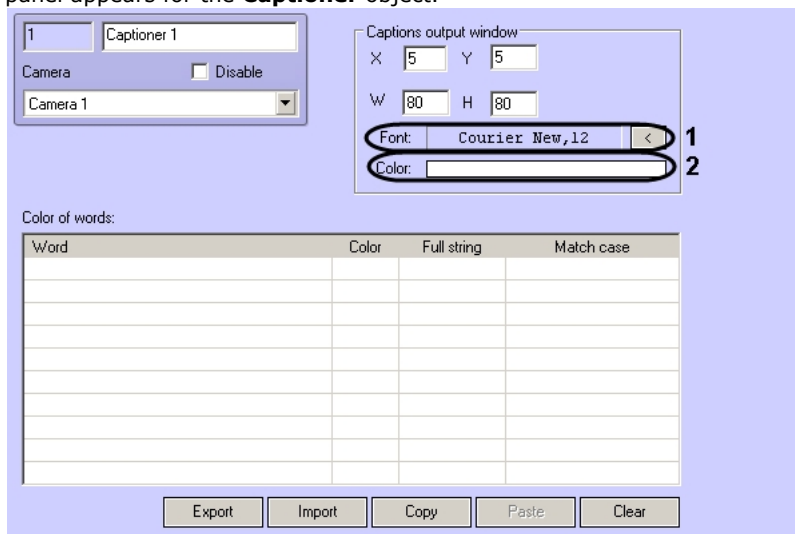 panel appears for the Captioner object.
1 Captioner 1
Camera Disable
Camera 1
Captions output window
X 5 Y 5
W 80 H 80
Font: Courier New,12 < 1
Color: 2
Color of words:
Word Color Full string Match case
Export Import Copy Paste Clear